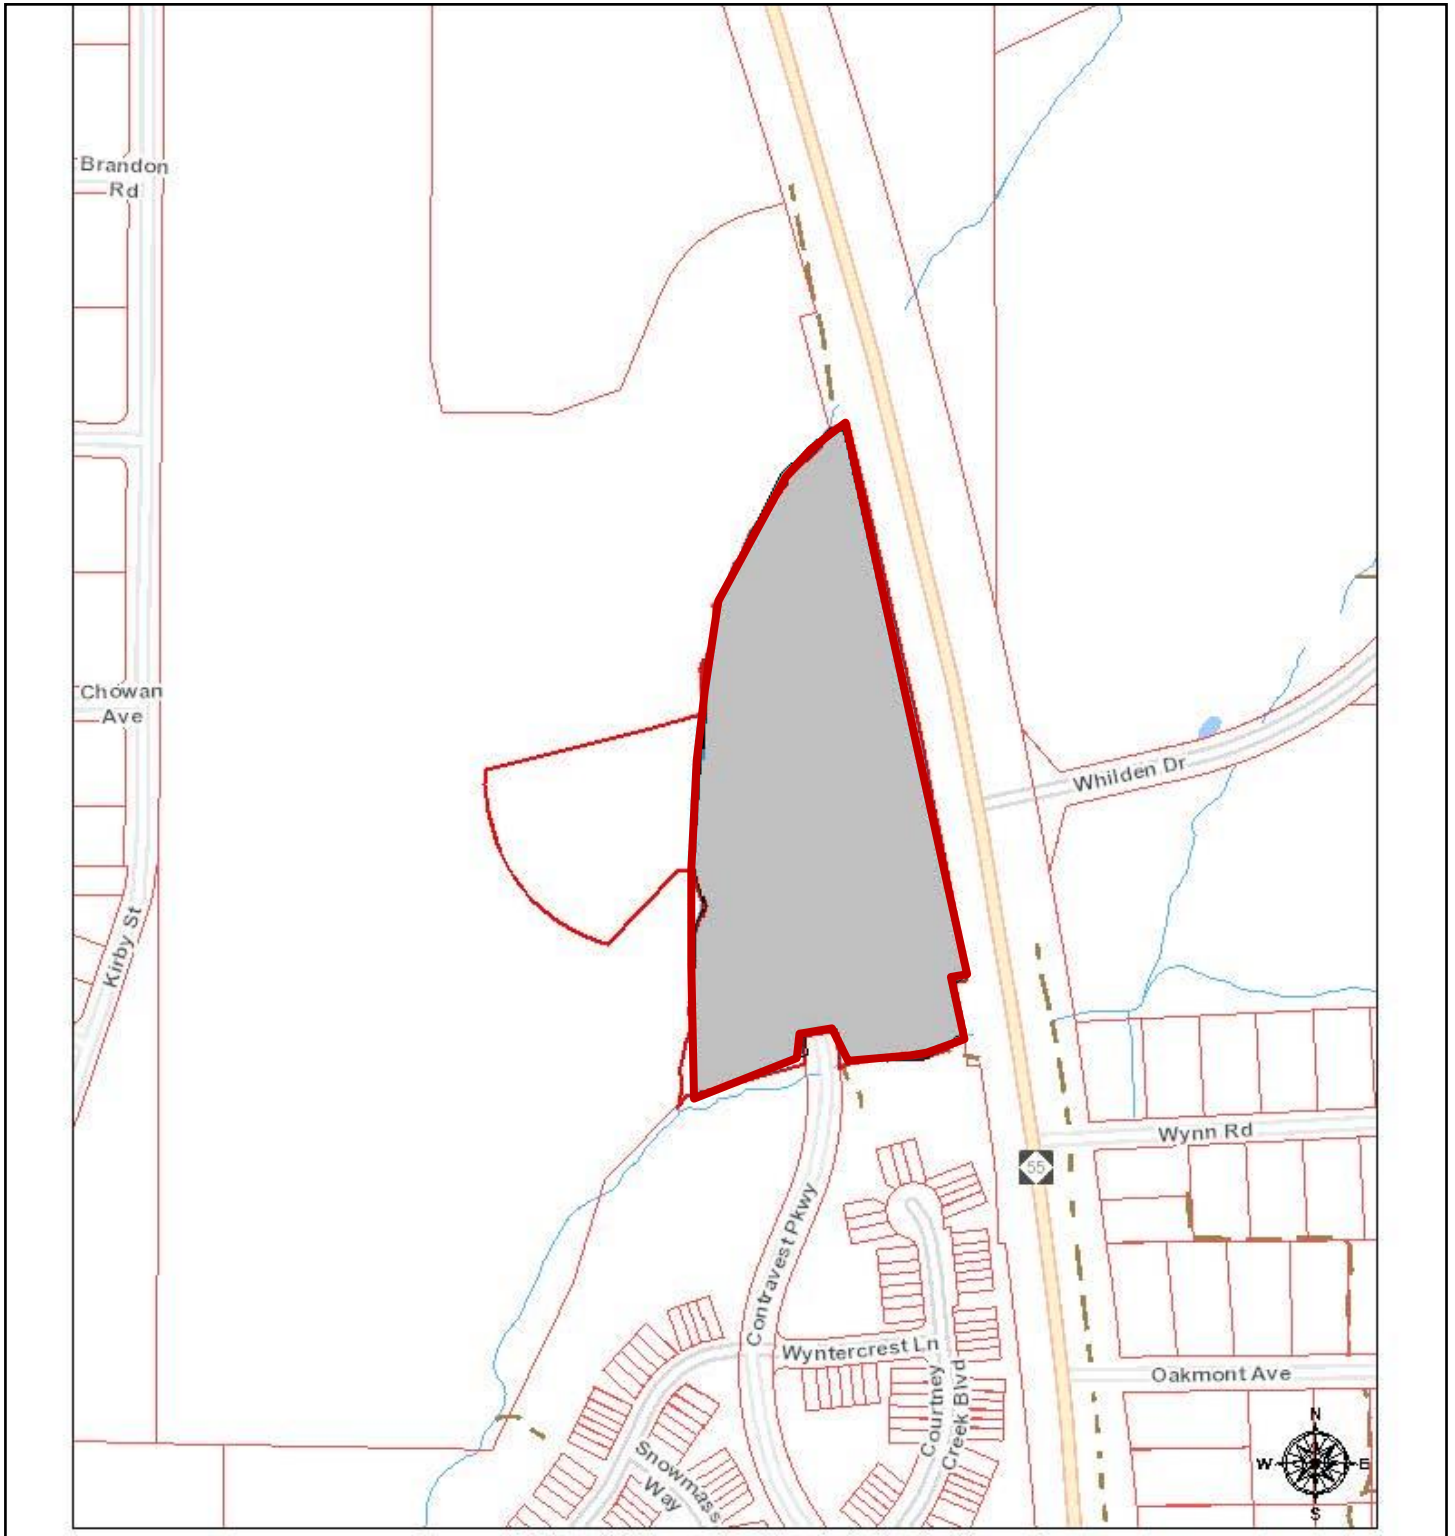 Brandon
Rd
Chowan
Ave
Whilden Dr
Kirby St
Wynn Rd
55
Contravest Pkwy
Wyntercrest Ln
Oakmont Ave
Courtney
Creek Blvd
Snowmass
Way
N
W
E
S